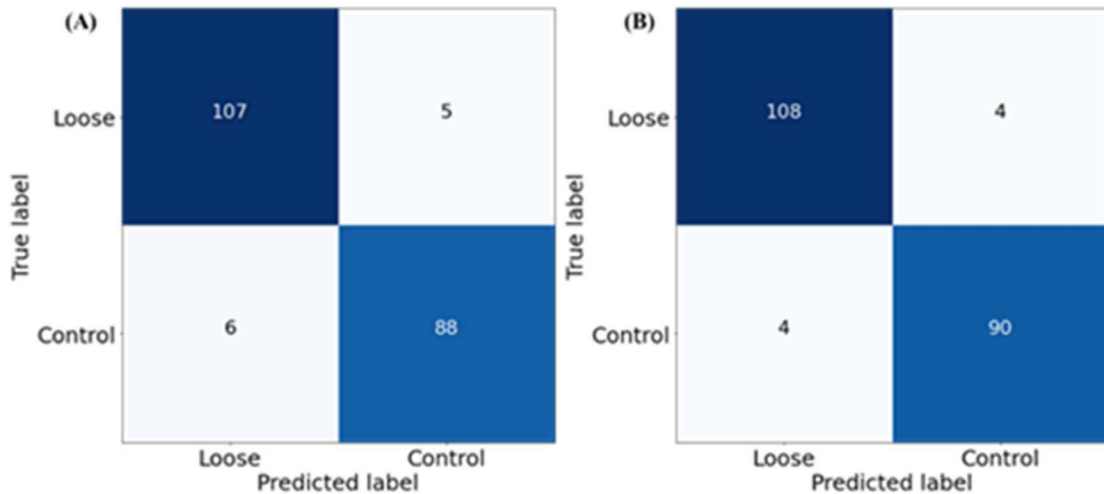 (A)
True label
Loose
107
5
Control
6
88
Loose
Control
Predicted label
(B)
True label
Loose
108
4
Control
4
90
Loose
Control
Predicted label